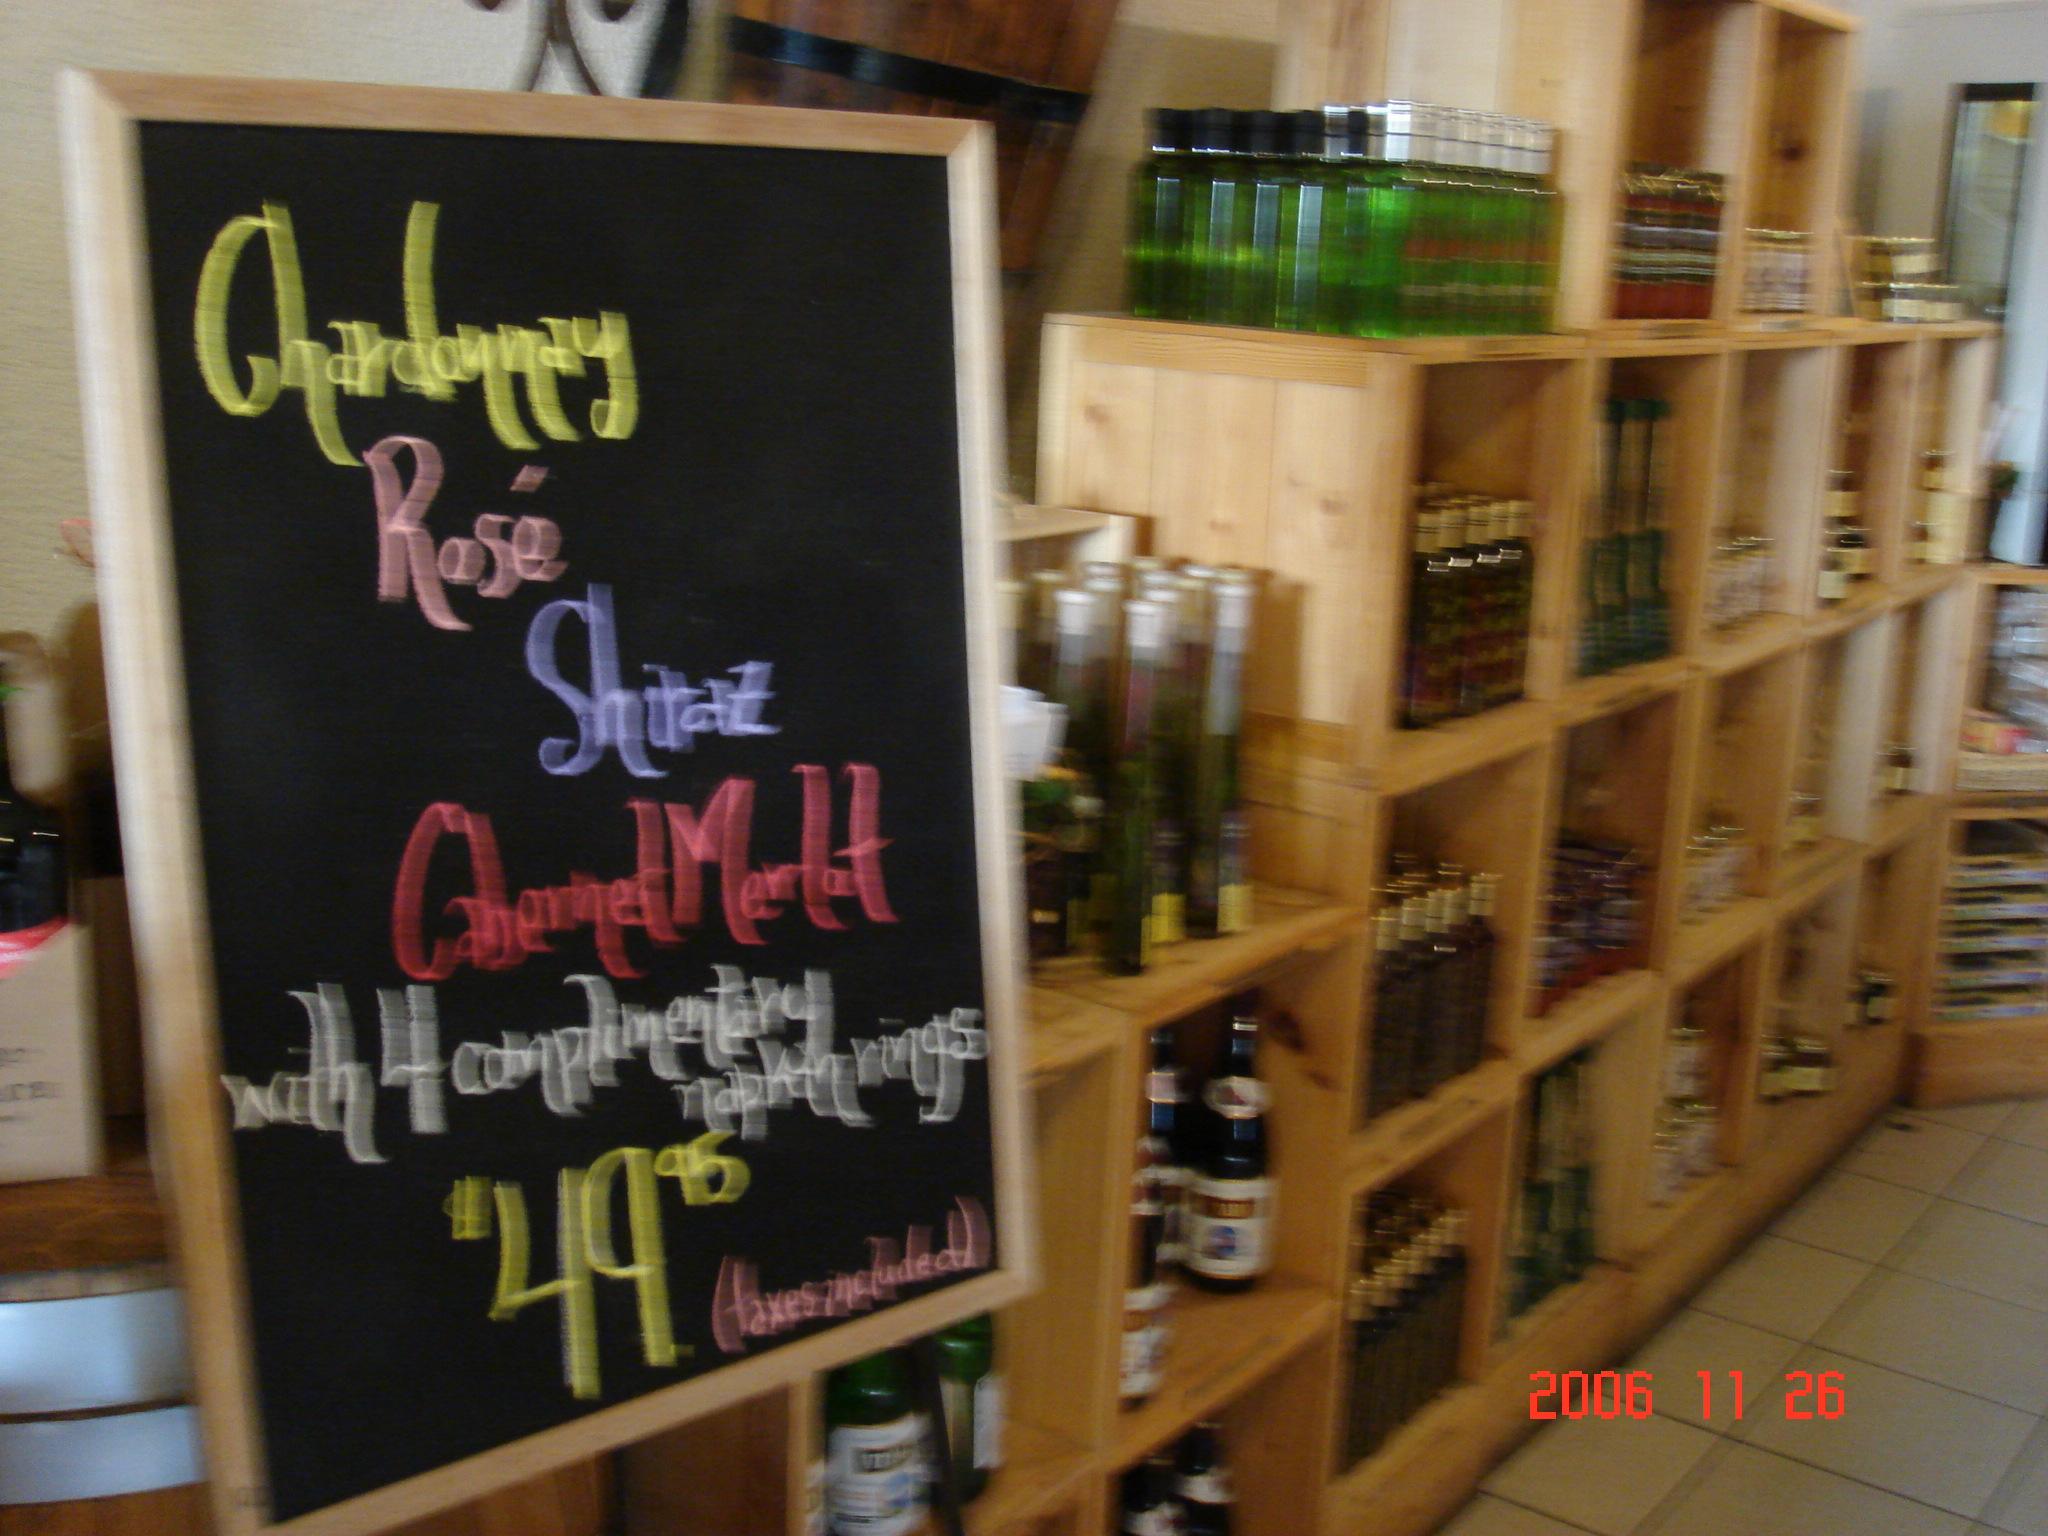 Chardonnay
Rosé
Shiraz
Cabernet Merlot
with 4 complimentary
napkin rings
$49.95
(taxes included)
2006 11 26